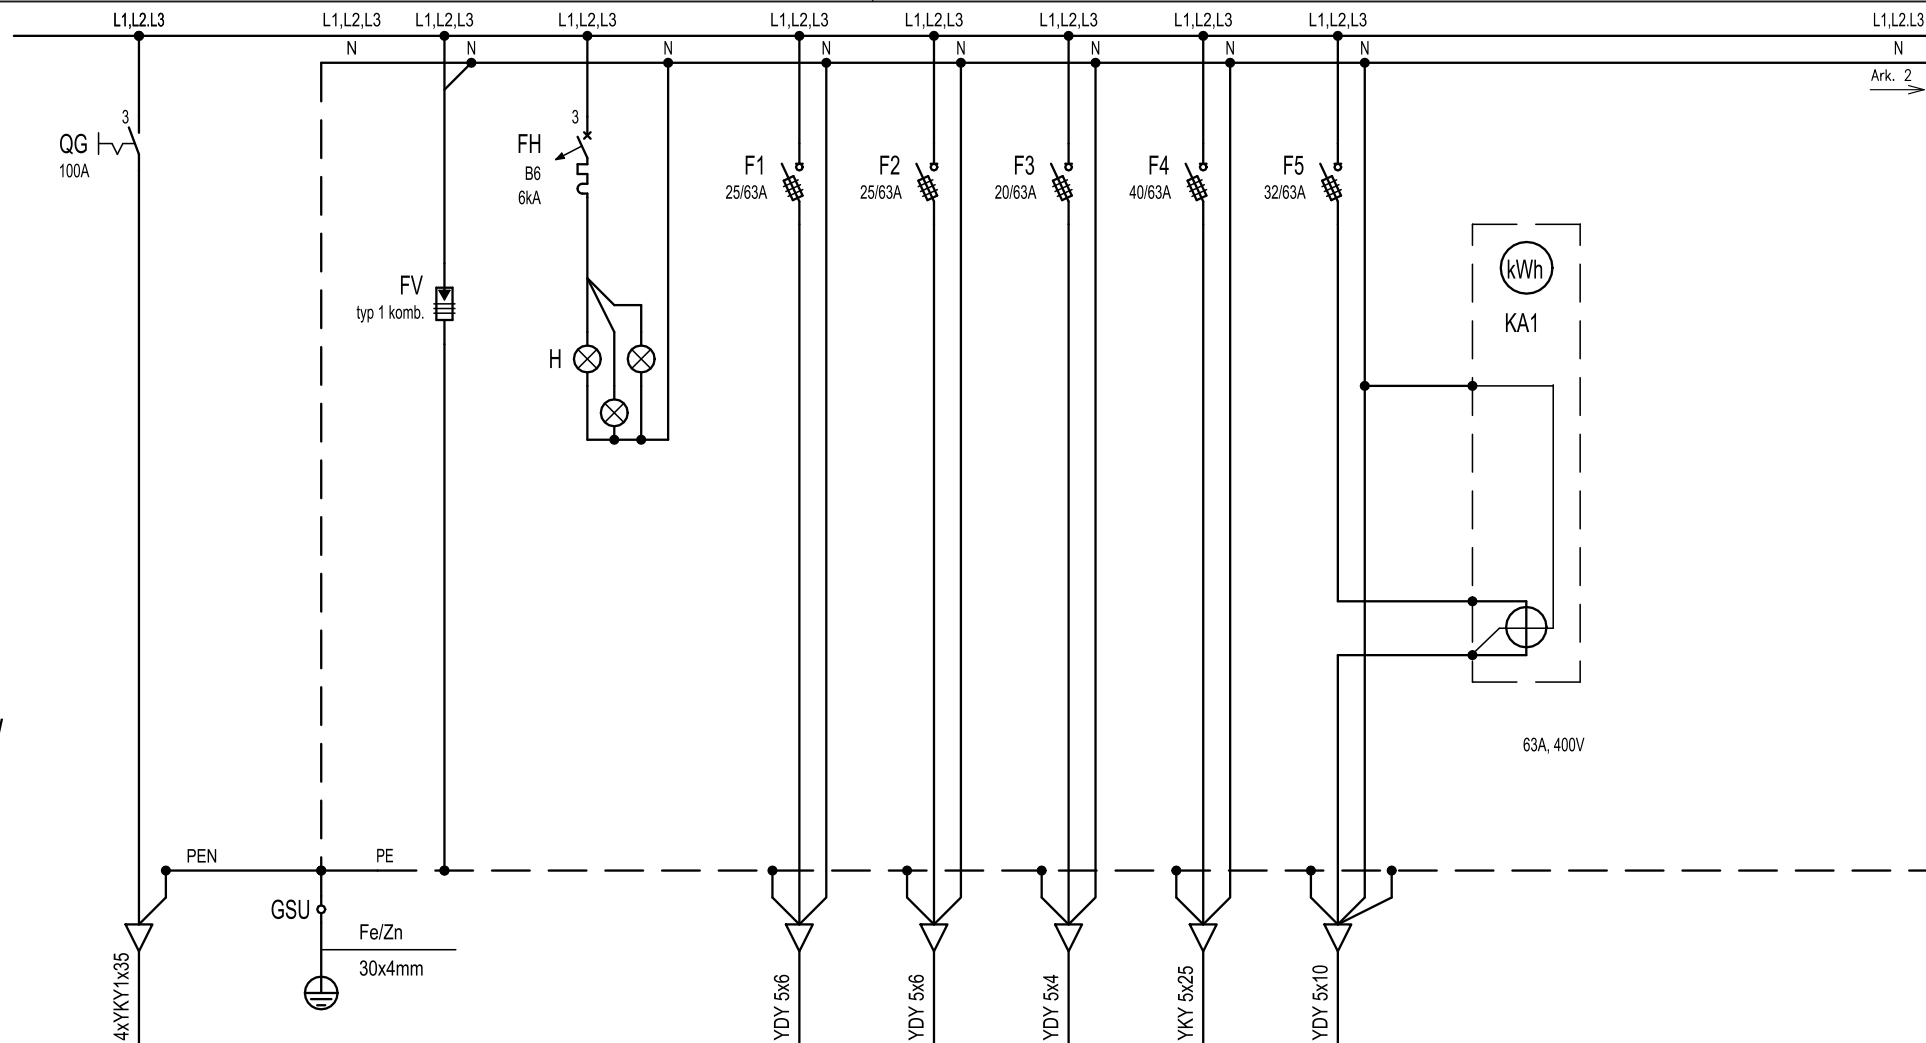 L1,L2.L3
L1,L2,L3
L1,L2,L3
L1,L2,L3
L1,L2,L3
L1,L2,L3
L1,L2,L3
L1,L2,L3
L1,L2,L3
L1,L2.L3
N
N
N
N
N
N
N
N
N
Ark. 2
3
QG
100A
3
FH
B6
6kA
F1
25/63A
F2
25/63A
F3
20/63A
F4
40/63A
F5
32/63A
kWh
KA1
FV
typ 1 komb.
H
63A, 400V
PEN
PE
GSU
Fe/Zn
30x4mm
4xYKY1x35
YDY 5x6
YDY 5x6
YDY 5x4
YKY 5x25
YDY 5x10